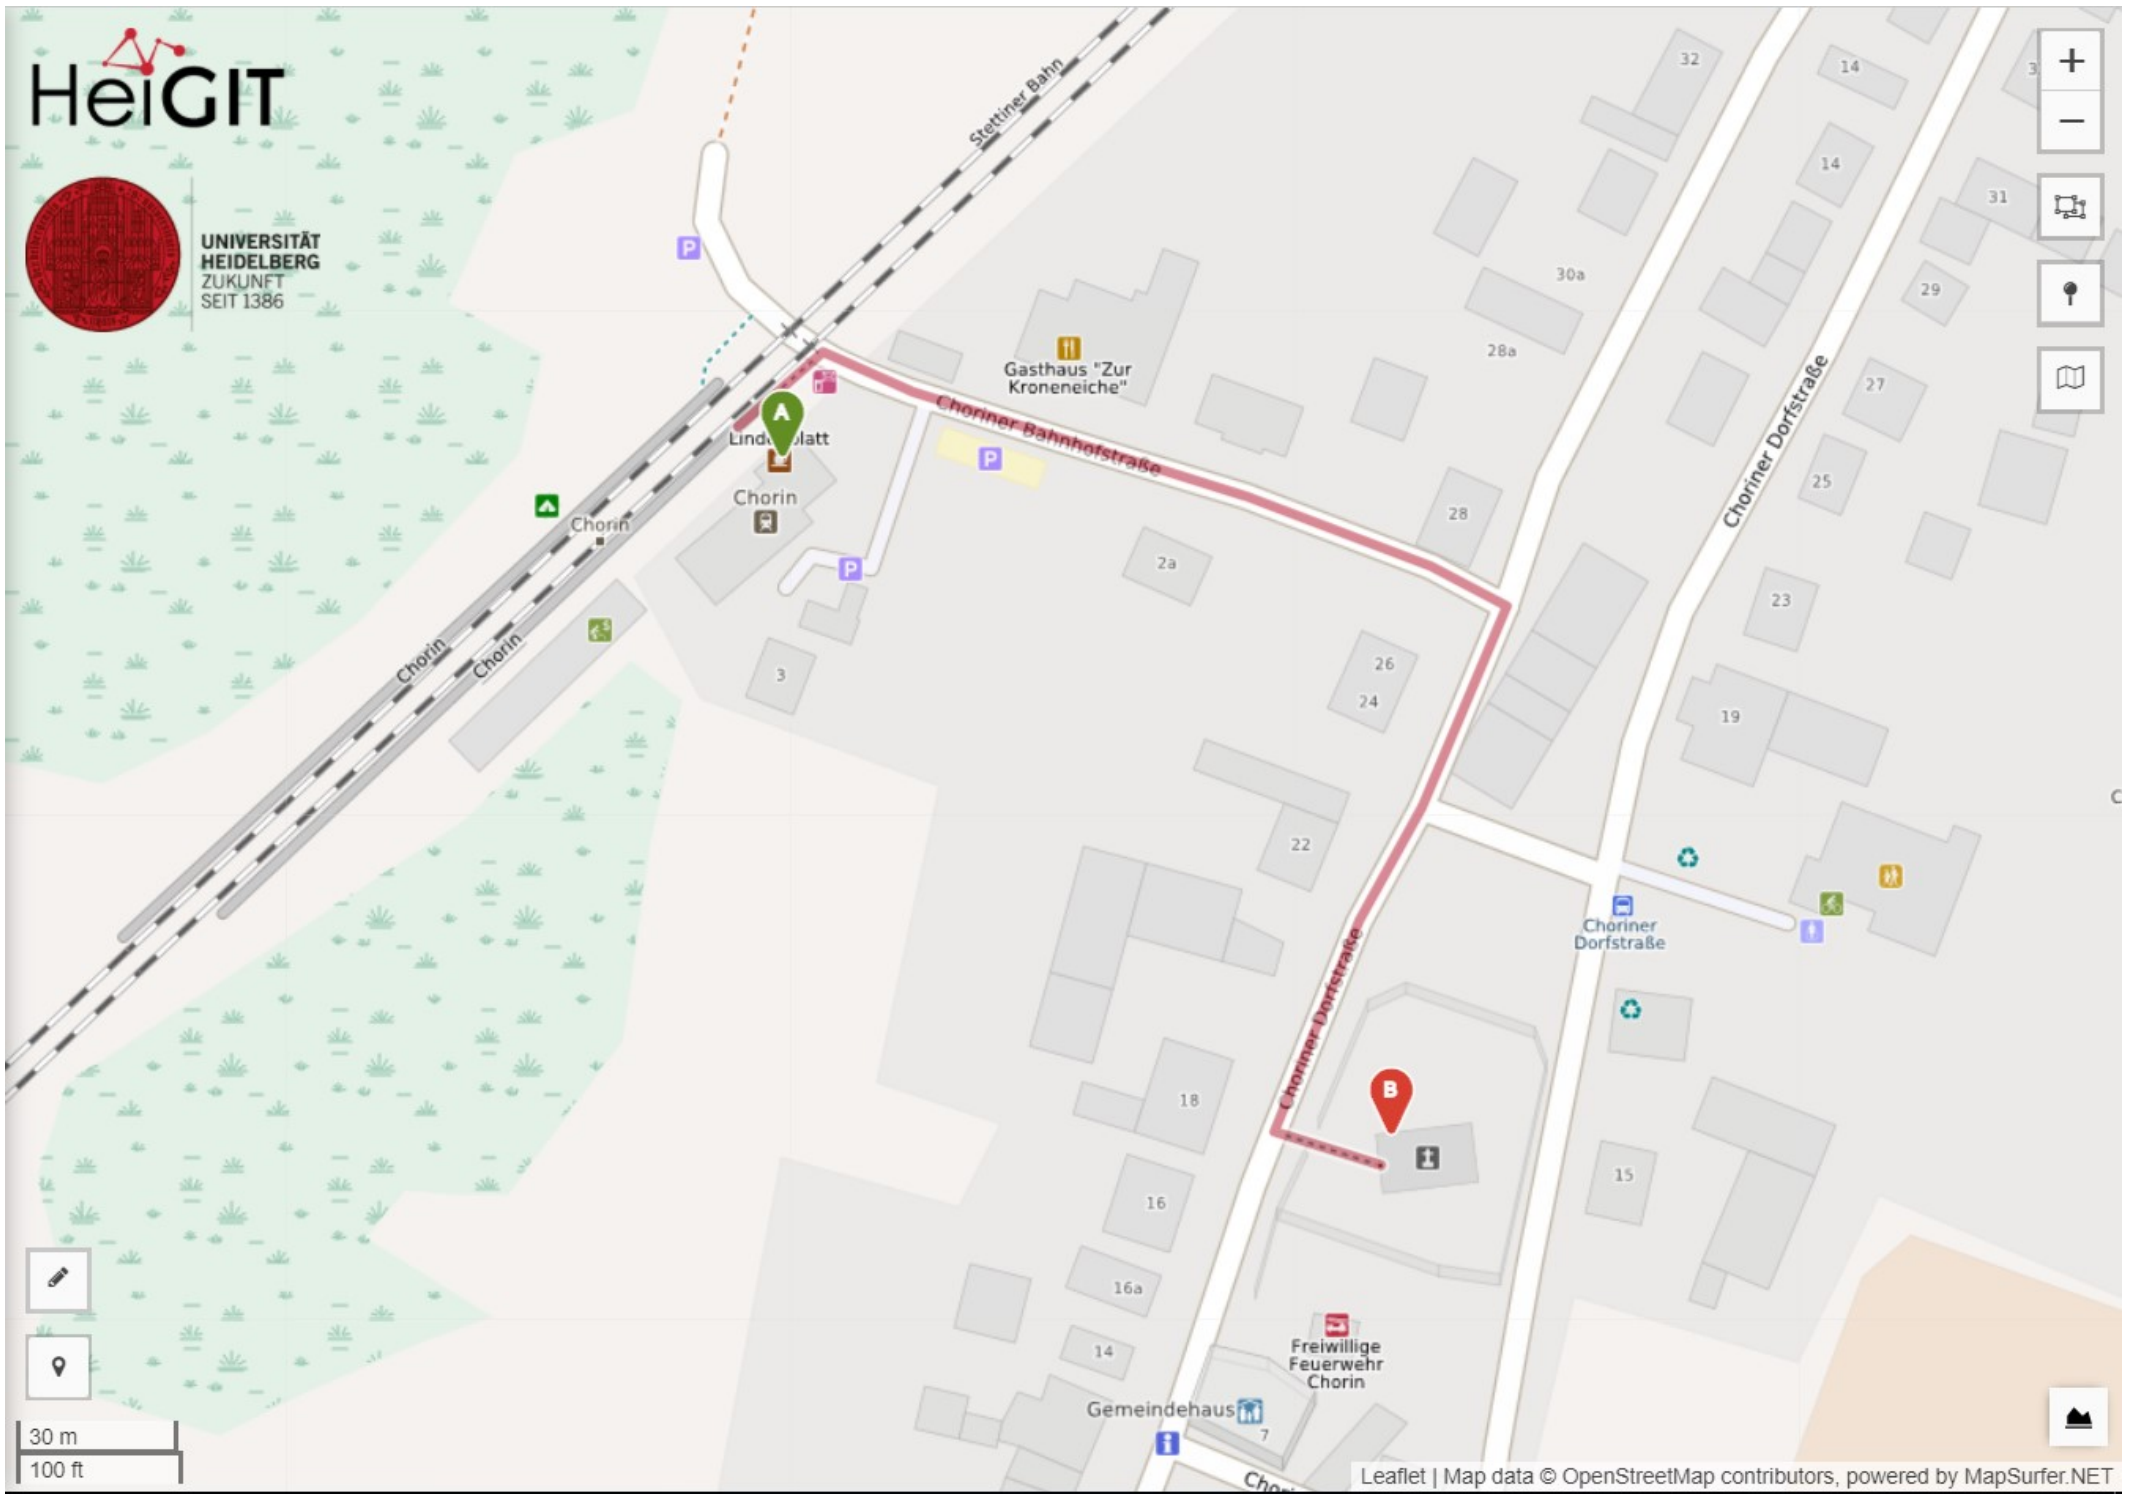 HeiGIT
UNIVERSITÄT
HEIDELBERG
ZUKUNFT
SEIT 1386
Stettiner Bahn
32
14
+
−
14
31
30a
29
28a
P
Gasthaus "Zur
Kroneneiche"
27
Choriner Dorfstraße
Choriner Bahnhofstraße
A
P
Chorin
25
28
Chorin
P
2a
23
Chorin
Chorin
3
26
24
19
22
Choriner
Dorfstraße
Choriner Dorfstraße
B
18
15
16
16a
Freiwillige
Feuerwehr
Chorin
14
Gemeindehaus
7
i
30 m
100 ft
Leaflet | Map data © OpenStreetMap contributors, powered by MapSurfer.NET